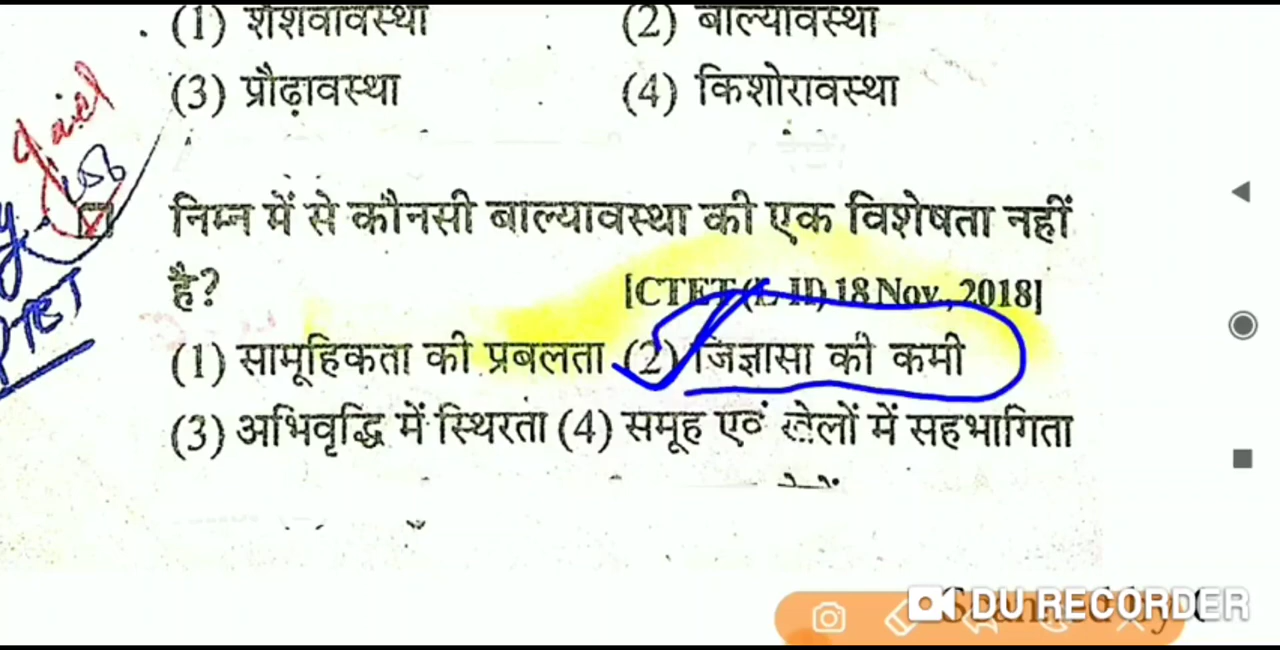 (1) शैशवावस्था (2) बाल्यावस्था
(3) प्रौढ़ावस्था (4) किशोरावस्था
निम्न में से कौनसी बाल्यावस्था की एक विशेषता नहीं
है? [CTET (L-II) 18 Nov., 2018]
(1) सामूहिकता की प्रबलता (2) जिज्ञासा की कमी
(3) अभिवृद्धि में स्थिरता (4) समूह एवं खेलों में सहभागिता
DU RECORDER